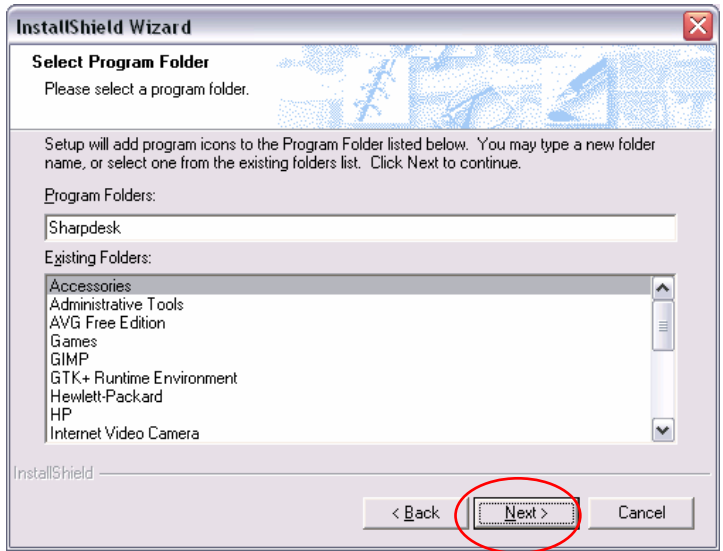 InstallShield Wizard
Select Program Folder
Please select a program folder.
Setup will add program icons to the Program Folder listed below.  You may type a new folder
name, or select one from the existing folders list.  Click Next to continue.
Program Folders:
Sharpdesk
Existing Folders:
Accessories
Administrative Tools
AVG Free Edition
Games
GIMP
GTK+ Runtime Environment
Hewlett-Packard
HP
Internet Video Camera
InstallShield
< Back
Next >
Cancel